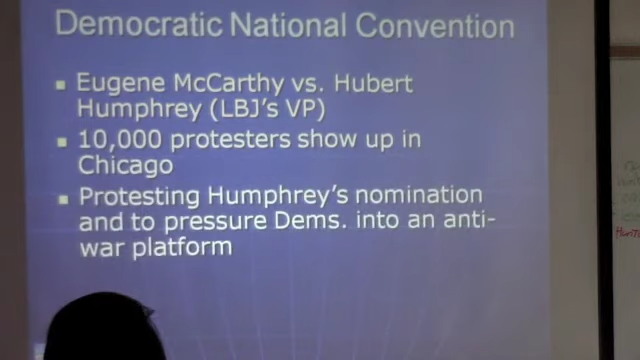 Democratic National Convention
Eugene McCarthy vs. Hubert
Humphrey (LBJ's VP)
10,000 protesters show up in
Chicago
Protesting Humphrey's nomination
and to pressure Dems. into an anti-
war platform